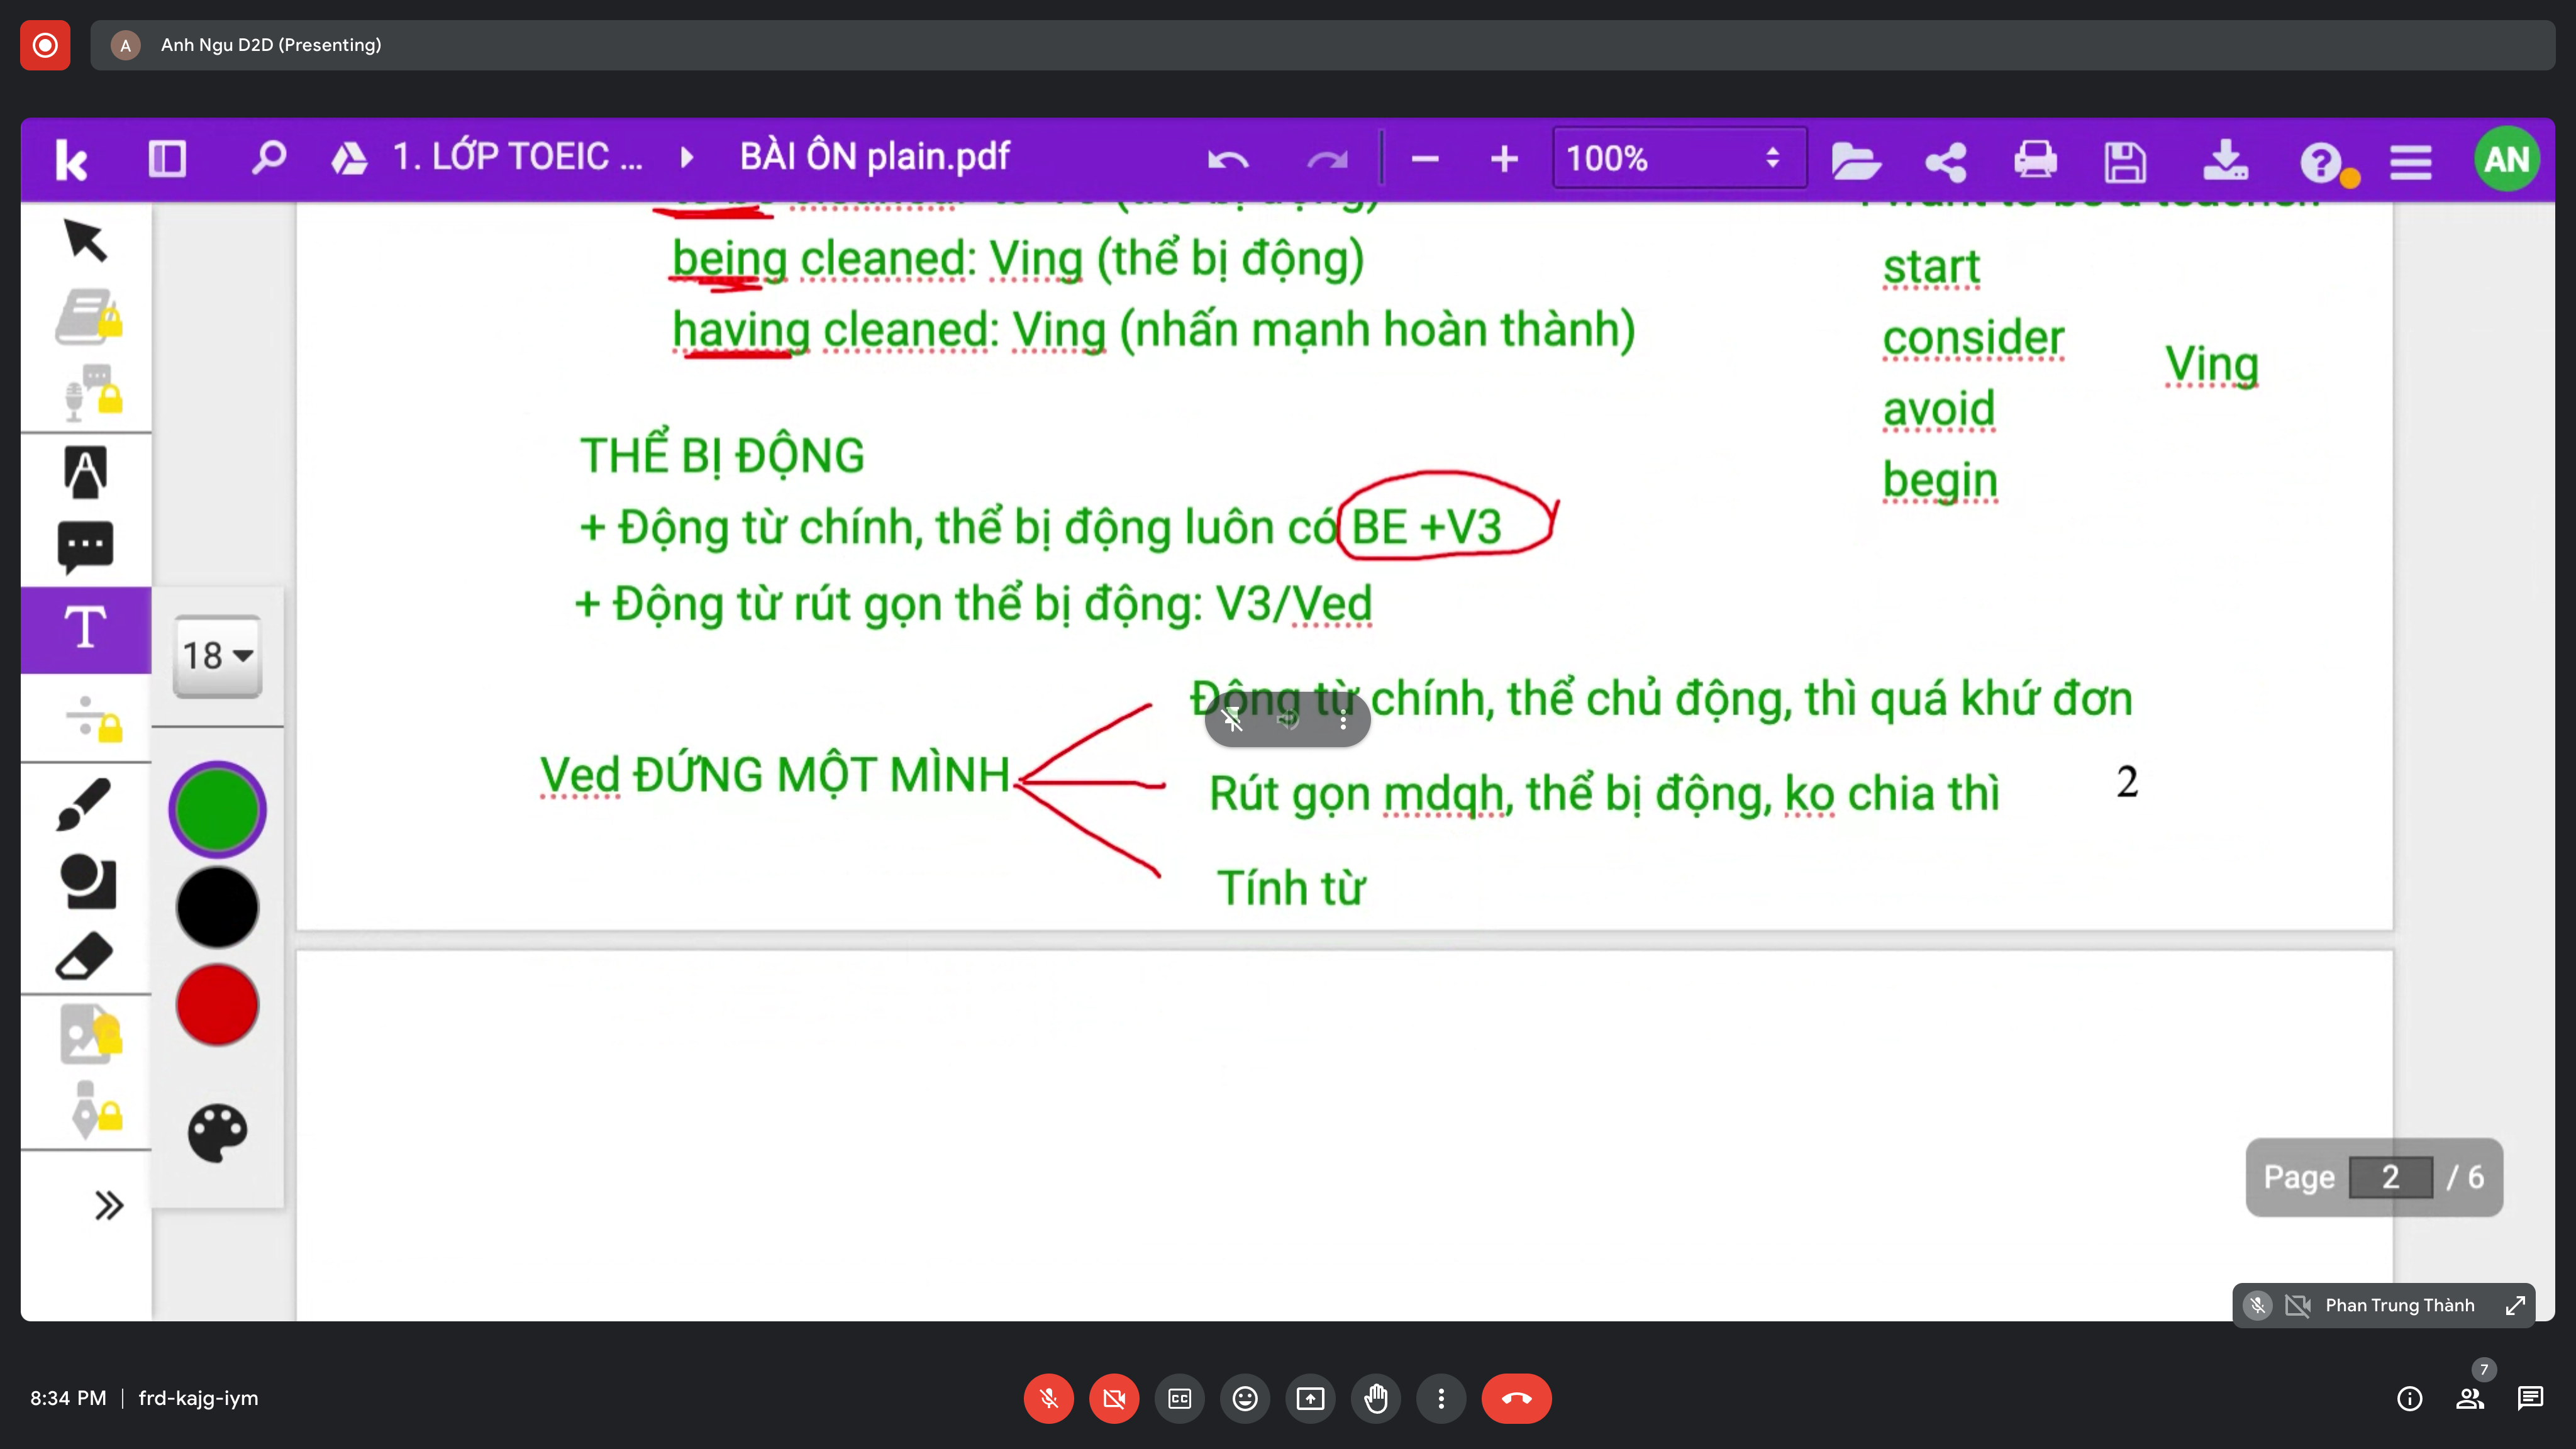 Anh Ngu D2D (Presenting)
A
1. LỚP TOEIC ...
BÀI ÔN plain.pdf
100%
AN
being cleaned: Ving (thể bị động)
having cleaned: Ving (nhấn mạnh hoàn thành)
start
consider
Ving
avoid
begin
THỂ BỊ ĐỘNG
+ Động từ chính, thể bị động luôn có BE +V3
+ Động từ rút gọn thể bị động: V3/Ved
18
Động từ chính, thể chủ động, thì quá khứ đơn
Ved ĐỨNG MỘT MÌNH
Rút gọn mdqh, thể bị động, ko chia thì
2
Tính từ
Page 2 / 6
Phan Trung Thành
8:34 PM | frd-kajg-iym
7